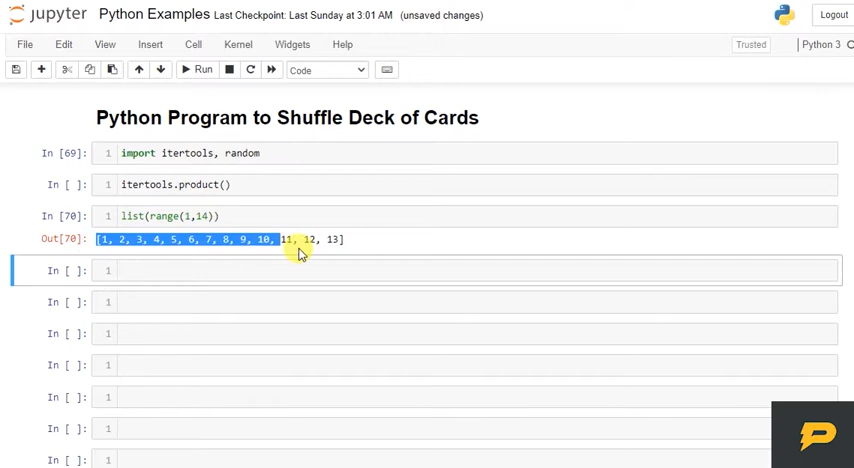 jupyter Python Examples Last Checkpoint: Last Sunday at 3:01 AM (unsaved changes) Logout
File Edit View Insert Cell Kernel Widgets Help Trusted Python 3
Run Code
Python Program to Shuffle Deck of Cards
In [69]: 1 import itertools, random
In [ ]: 1 itertools.product()
In [70]: 1 list(range(1,14))
Out[70]: [1, 2, 3, 4, 5, 6, 7, 8, 9, 10, 11, 12, 13]
In [ ]: 1
In [ ]: 1
In [ ]: 1
In [ ]: 1
In [ ]: 1
In [ ]: 1
In [ ]: 1